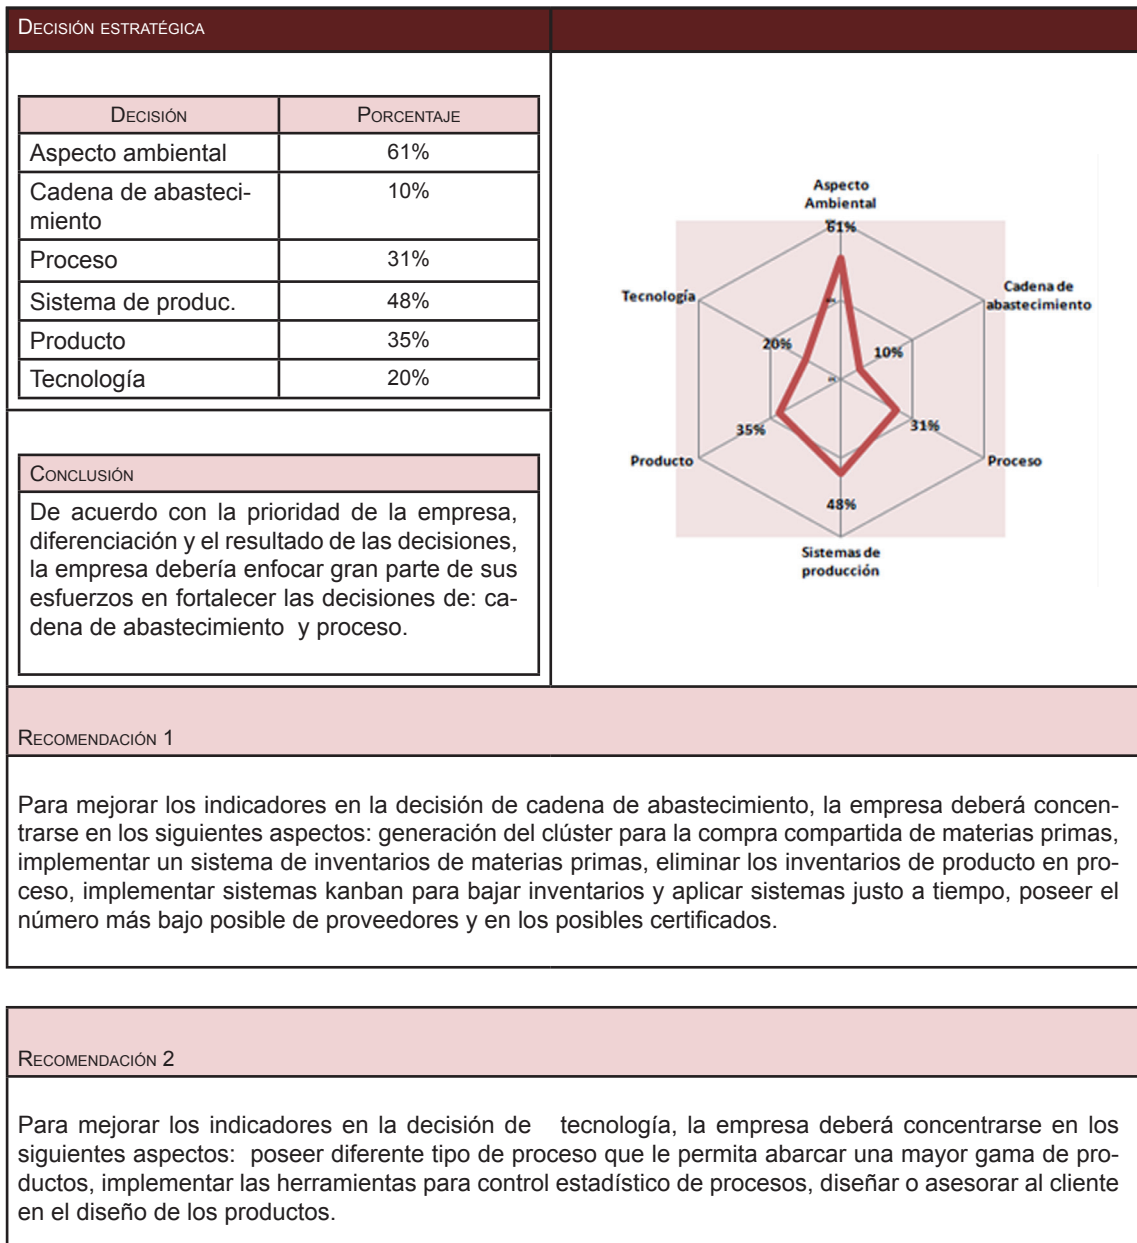 Decisión estratégica
Decisión Porcentaje
Aspecto ambiental 61%
Cadena de abasteci- 10%
miento
Proceso 31%
Sistema de produc. 48%
Producto 35%
Tecnología 20%
Conclusión
De acuerdo con la prioridad de la empresa,
diferenciación y el resultado de las decisiones,
la empresa debería enfocar gran parte de sus
esfuerzos en fortalecer las decisiones de: ca-
dena de abastecimiento y proceso.
Aspecto
Ambiental
61%
Cadena de
abastecimiento
10%
Proceso
31%
Sistemas de
producción
48%
Producto
35%
Tecnología
20%
Recomendación 1
Para mejorar los indicadores en la decisión de cadena de abastecimiento, la empresa deberá concen-
trarse en los siguientes aspectos: generación del clúster para la compra compartida de materias primas,
implementar un sistema de inventarios de materias primas, eliminar los inventarios de producto en pro-
ceso, implementar sistemas kanban para bajar inventarios y aplicar sistemas justo a tiempo, poseer el
número más bajo posible de proveedores y en los posibles certificados.
Recomendación 2
Para mejorar los indicadores en la decisión de tecnología, la empresa deberá concentrarse en los
siguientes aspectos: poseer diferente tipo de proceso que le permita abarcar una mayor gama de pro-
ductos, implementar las herramientas para control estadístico de procesos, diseñar o asesorar al cliente
en el diseño de los productos.